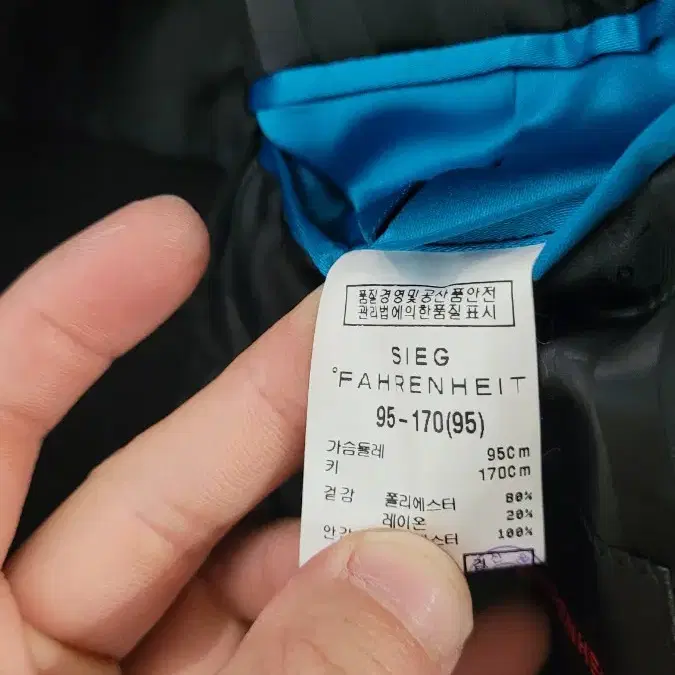 품질경영및공산품안전
관리법에의한품질표시
SIEG
°FAHRENHEIT
95-170(95)
가슴둘레 95Cm
키 170Cm
겉감 폴리에스터 80%
레이온 20%
안감 100%